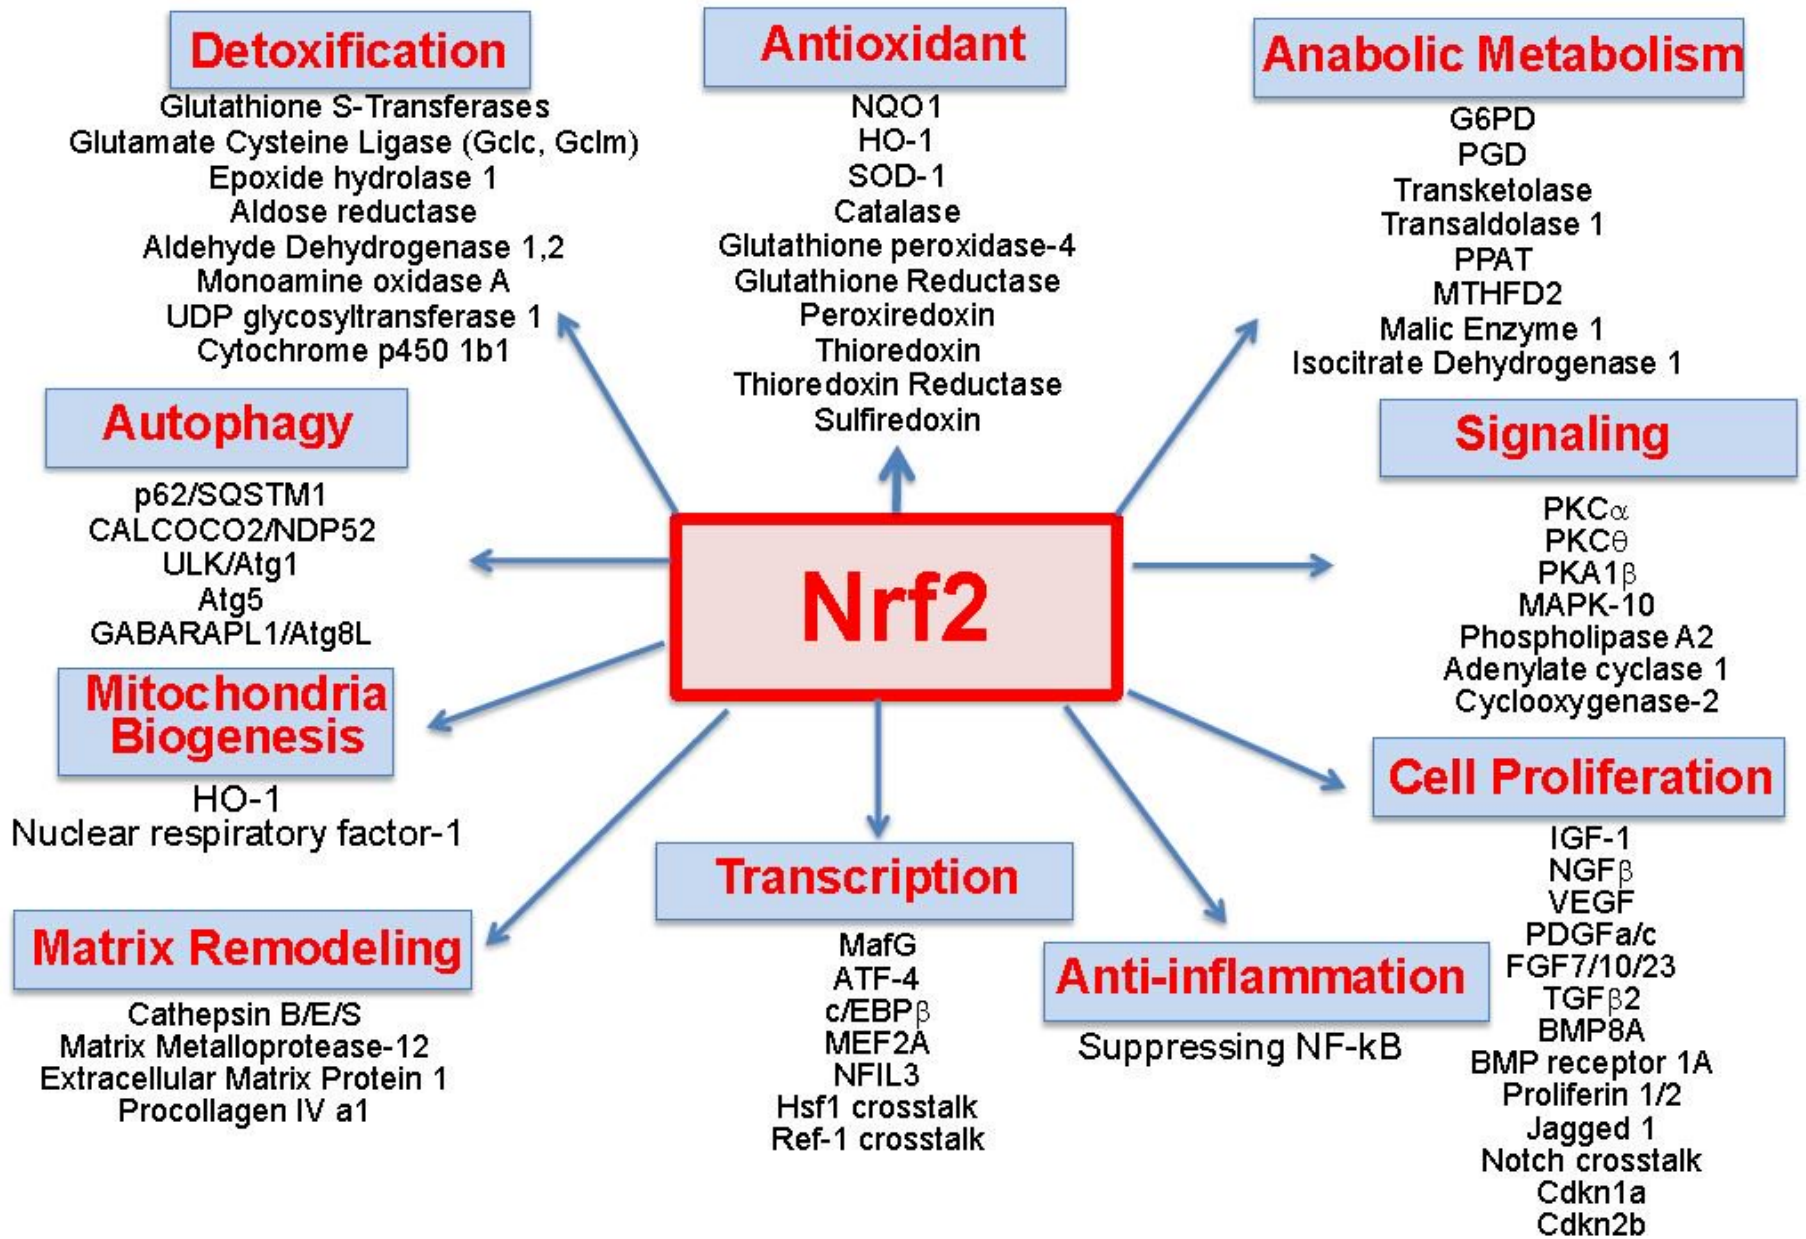 Detoxification
Glutathione S-Transferases
Glutamate Cysteine Ligase (Gclc, Gclm)
Epoxide hydrolase 1
Aldose reductase
Aldehyde Dehydrogenase 1,2
Monoamine oxidase A
UDP glycosyltransferase 1
Cytochrome p450 1b1
Antioxidant
NQO1
HO-1
SOD-1
Catalase
Glutathione peroxidase-4
Glutathione Reductase
Peroxiredoxin
Thioredoxin
Thioredoxin Reductase
Sulfiredoxin
Anabolic Metabolism
G6PD
PGD
Transketolase
Transaldolase 1
PPAT
MTHFD2
Malic Enzyme 1
Isocitrate Dehydrogenase 1
Autophagy
p62/SQSTM1
CALCOCO2/NDP52
ULK/Atg1
Atg5
GABARAPL1/Atg8L
Nrf2
Signaling
PKCα
PKCθ
PKA1β
MAPK-10
Phospholipase A2
Adenylate cyclase 1
Cyclooxygenase-2
Mitochondria
Biogenesis
HO-1
Nuclear respiratory factor-1
Cell Proliferation
IGF-1
NGFβ
VEGF
PDGFa/c
FGF7/10/23
TGFβ2
BMP8A
BMP receptor 1A
Proliferin 1/2
Jagged 1
Notch crosstalk
Cdkn1a
Cdkn2b
Matrix Remodeling
Cathepsin B/E/S
Matrix Metalloprotease-12
Extracellular Matrix Protein 1
Procollagen IV a1
Transcription
MafG
ATF-4
c/EBPβ
MEF2A
NFIL3
Hsf1 crosstalk
Ref-1 crosstalk
Anti-inflammation
Suppressing NF-kB